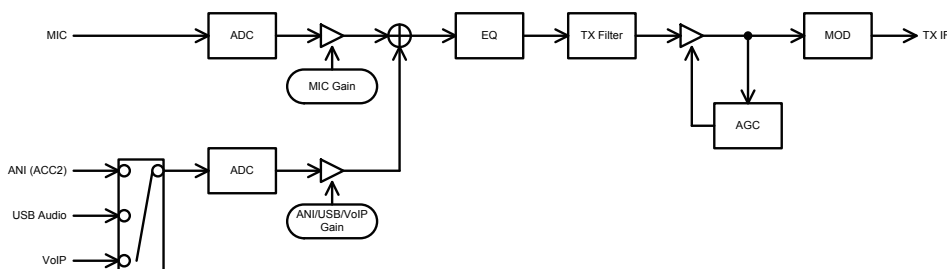 MIC
ADC
MIC Gain
EQ
TX Filter
AGC
MOD
TX IF
ANI (ACC2)
USB Audio
VoIP
ADC
ANI/USB/VoIP
Gain